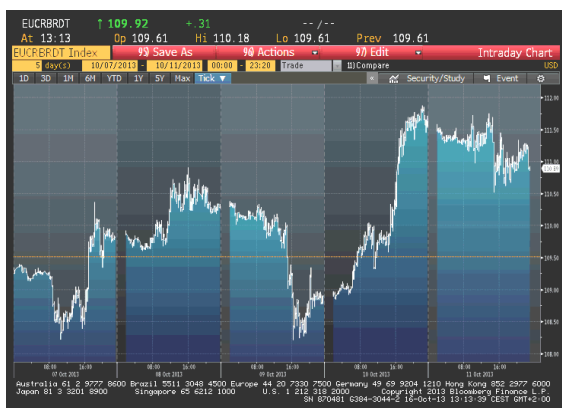 EUCRBRDT ↑ 109.92 +.31 --/--
At 13:13 Op 109.61 Hi 110.18 Lo 109.61 Prev 109.61
EUCRBRDT Index 95) Save As 96) Actions 97) Edit Intraday Chart
5 day(s) 10/07/2013 - 10/11/2013 00:00 - 23:20 Trade 11)Compare USD
1D 3D 1M 6M YTD 1Y 5Y Max Tick ▼ « Security/Study Event
112.00
111.50
111.00
110.89
110.50
110.00
109.50
109.00
108.50
108.00
08:00 16:00 08:00 16:00 08:00 16:00 08:00 16:00 08:00 16:00
07 Oct 2013 08 Oct 2013 09 Oct 2013 10 Oct 2013 11 Oct 2013
Australia 61 2 9777 8600 Brazil 5511 3048 4500 Europe 44 20 7330 7500 Germany 49 69 9204 1210 Hong Kong 852 2977 6000
Japan 81 3 3201 8900 Singapore 65 6212 1000 U.S. 1 212 318 2000 Copyright 2013 Bloomberg Finance L.P.
SN 870481 G384-3044-2 16-Oct-13 13:13:39 CEST GMT+2:00